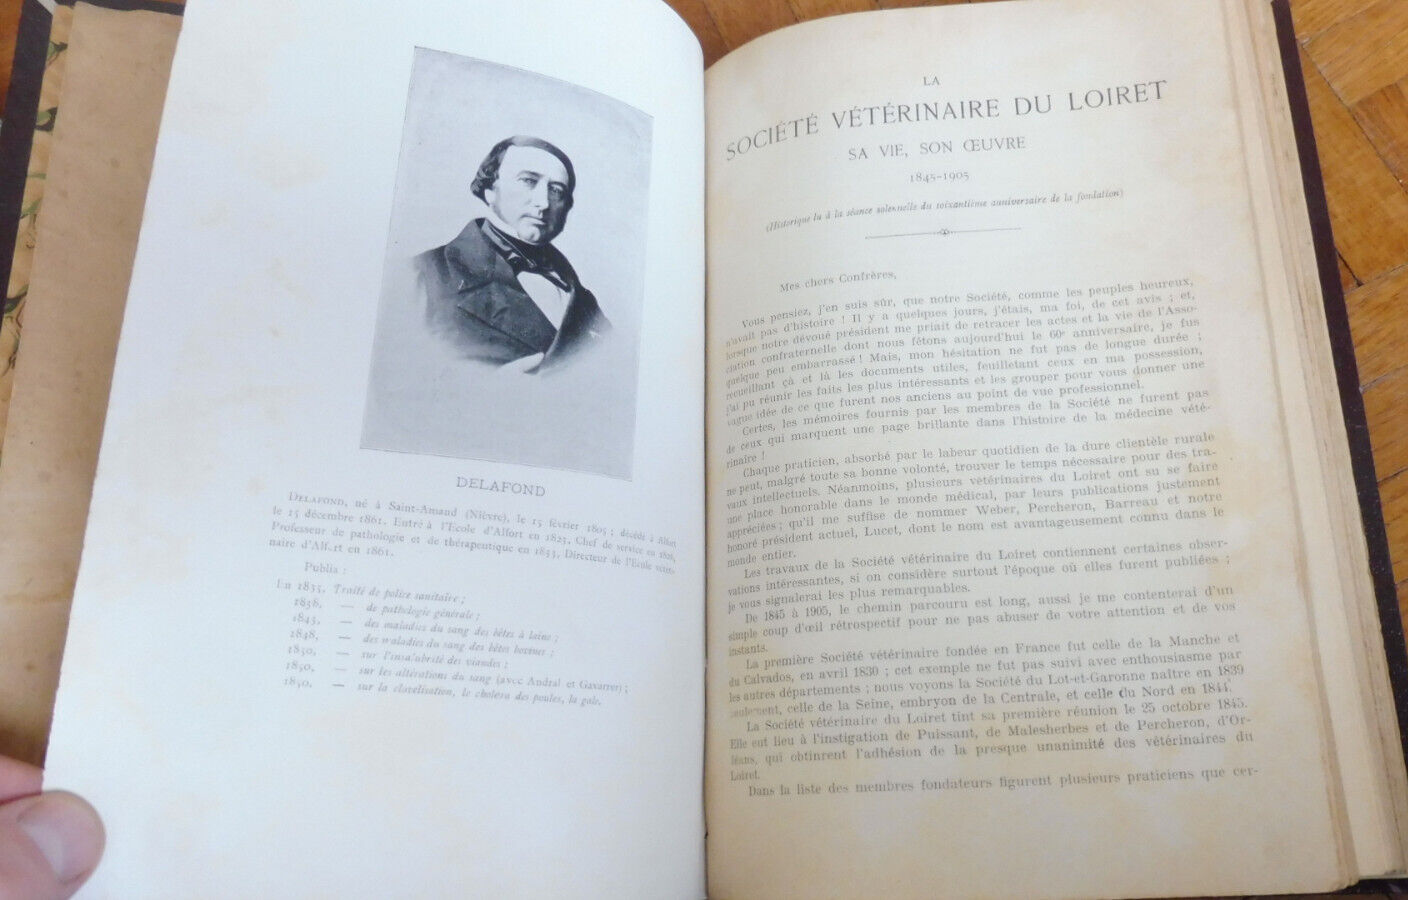 DELAFOND
DELAFOND, né à Saint-Amand (Nièvre), le 15 février 1805 ; décédé à Alfort
le 15 décembre 1861. Entré à l'Ecole d'Alfort en 1823, Chef de service en 1828,
Professeur de pathologie et de thérapeutique en 1833. Directeur de l'Ecole vétéri-
naire d'Alfort en 1861.
Publia :
En 1835, Traité de police sanitaire ;
1838, — de pathologie générale ;
1843, — des maladies du sang des bêtes à laine ;
1848, — des maladies du sang des bêtes bovines ;
1850, — sur l'insalubrité des viandes ;
1850, — sur les altérations du sang (avec Andral et Gavarret) ;
1850. — sur la clavelisation, le cholera des poules, la gale.
LA
SOCIÉTÉ VÉTÉRINAIRE DU LOIRET
SA VIE, SON ŒUVRE
1845-1905
(Historique lu à la séance solennelle du soixantième anniversaire de la fondation)
Mes chers Confrères,
Vous pensiez, j'en suis sûr, que notre Société, comme les peuples heureux,
n'avait pas d'histoire ! Il y a quelques jours, j'étais, ma foi, de cet avis ; et,
lorsque notre dévoué président me priait de retracer les actes et la vie de l'Asso-
ciation confraternelle dont nous fêtons aujourd'hui le 60e anniversaire, je fus
quelque peu embarrassé ! Mais, mon hésitation ne fut pas de longue durée ;
recueillant çà et là les documents utiles, feuilletant ceux en ma possession,
j'ai pu réunir les faits les plus intéressants et les grouper pour vous donner une
vague idée de ce que furent nos anciens au point de vue professionnel.
Certes, les mémoires fournis par les membres de la Société ne furent pas
de ceux qui marquent une page brillante dans l'histoire de la médecine vété-
rinaire !
Chaque praticien, absorbé par le labeur quotidien de la dure clientèle rurale
ne peut, malgré toute sa bonne volonté, trouver le temps nécessaire pour des tra-
vaux intellectuels. Néanmoins, plusieurs vétérinaires du Loiret ont su se faire
une place honorable dans le monde médical, par leurs publications justement
appréciées ; qu'il me suffise de nommer Weber, Percheron, Barreau et notre
honoré président actuel, Lucet, dont le nom est avantageusement connu dans le
monde entier.
Les travaux de la Société vétérinaire du Loiret contiennent certaines obser-
vations intéressantes, si on considère surtout l'époque où elles furent publiées ;
je vous signalerai les plus remarquables.
De 1845 à 1905, le chemin parcouru est long, aussi je me contenterai d'un
simple coup d'œil rétrospectif pour ne pas abuser de votre attention et de vos
instants.
La première Société vétérinaire fondée en France fut celle de la Manche et
du Calvados, en avril 1830 ; cet exemple ne fut pas suivi avec enthousiasme par
les autres départements ; nous voyons la Société du Lot-et-Garonne naître en 1839
seulement, celle de la Seine, embryon de la Centrale, et celle du Nord en 1844.
La Société vétérinaire du Loiret tint sa première réunion le 25 octobre 1845.
Elle eut lieu à l'instigation de Puissant, de Malesherbes et de Percheron, d'Or-
léans, qui obtinrent l'adhésion de la presque unanimité des vétérinaires du
Loiret.
Dans la liste des membres fondateurs figurent plusieurs praticiens que cer-